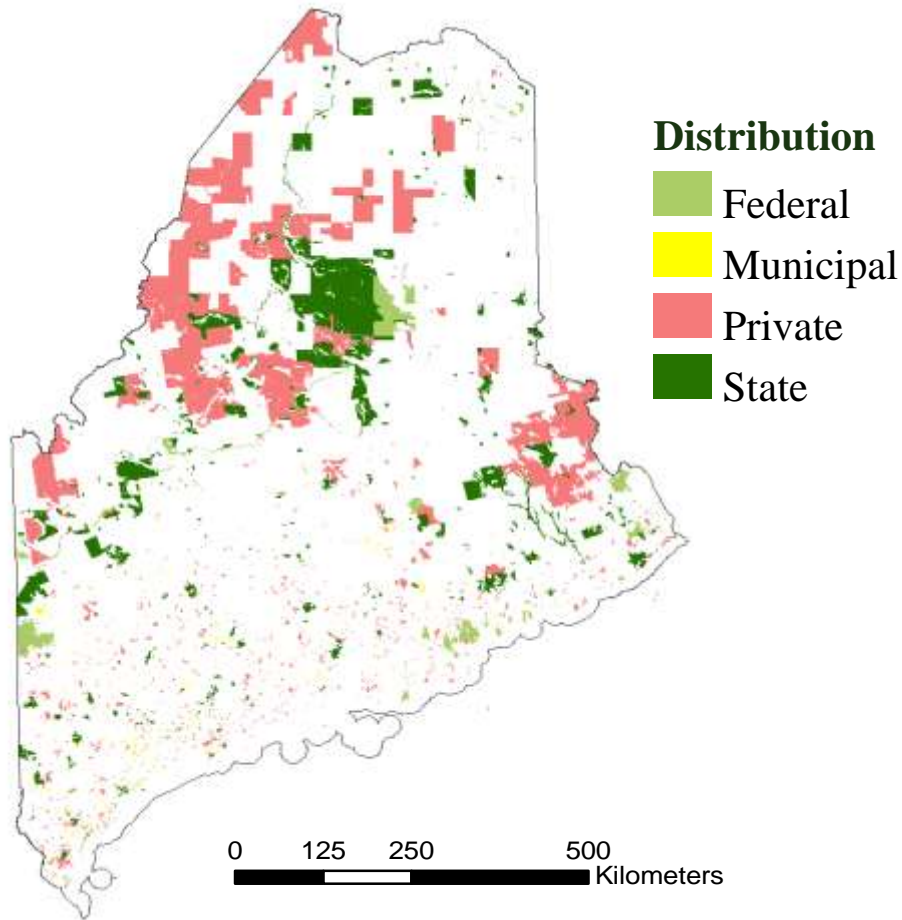 Distribution
Federal
Municipal
Private
State
0 125 250 500
Kilometers